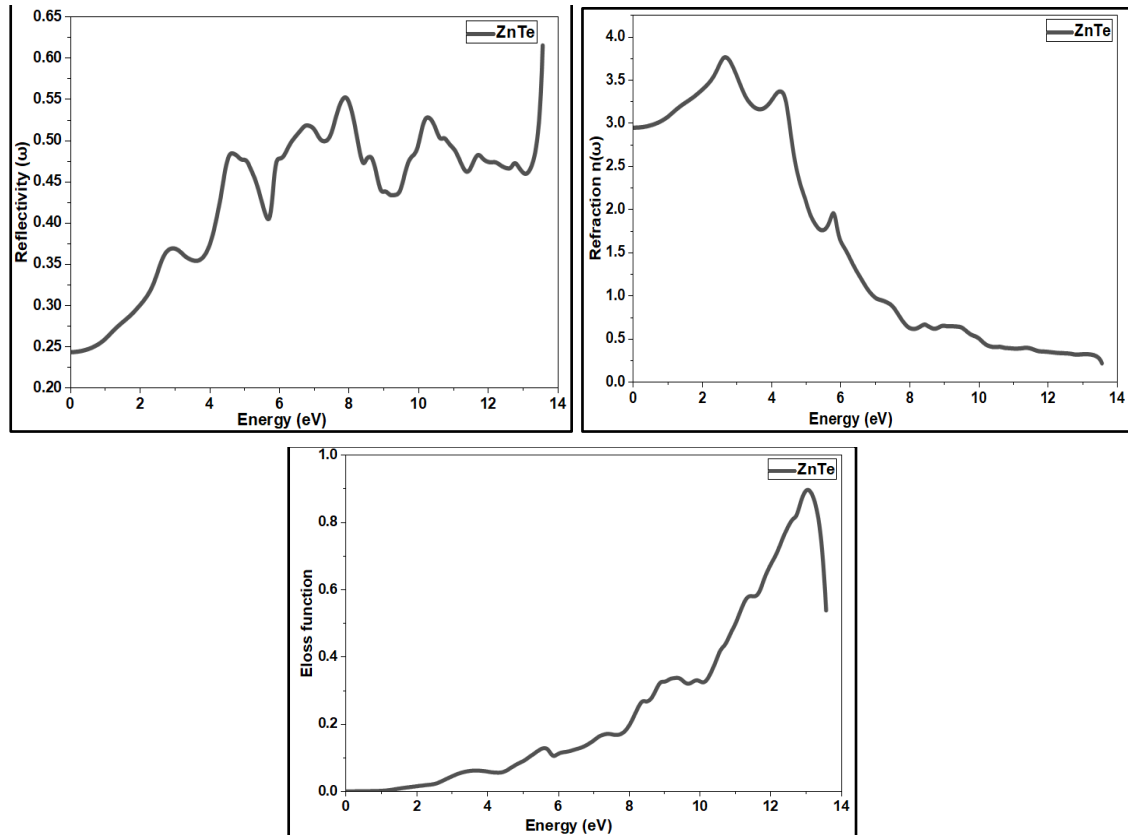 ZnTe
Reflectivity (ω)
0.65
0.60
0.55
0.50
0.45
0.40
0.35
0.30
0.25
0.20
0 2 4 6 8 10 12 14
Energy (eV)
ZnTe
Refraction n(ω)
4.0
3.5
3.0
2.5
2.0
1.5
1.0
0.5
0.0
0 2 4 6 8 10 12 14
Energy (eV)
ZnTe
Eloss function
1.0
0.8
0.6
0.4
0.2
0.0
0 2 4 6 8 10 12 14
Energy (eV)